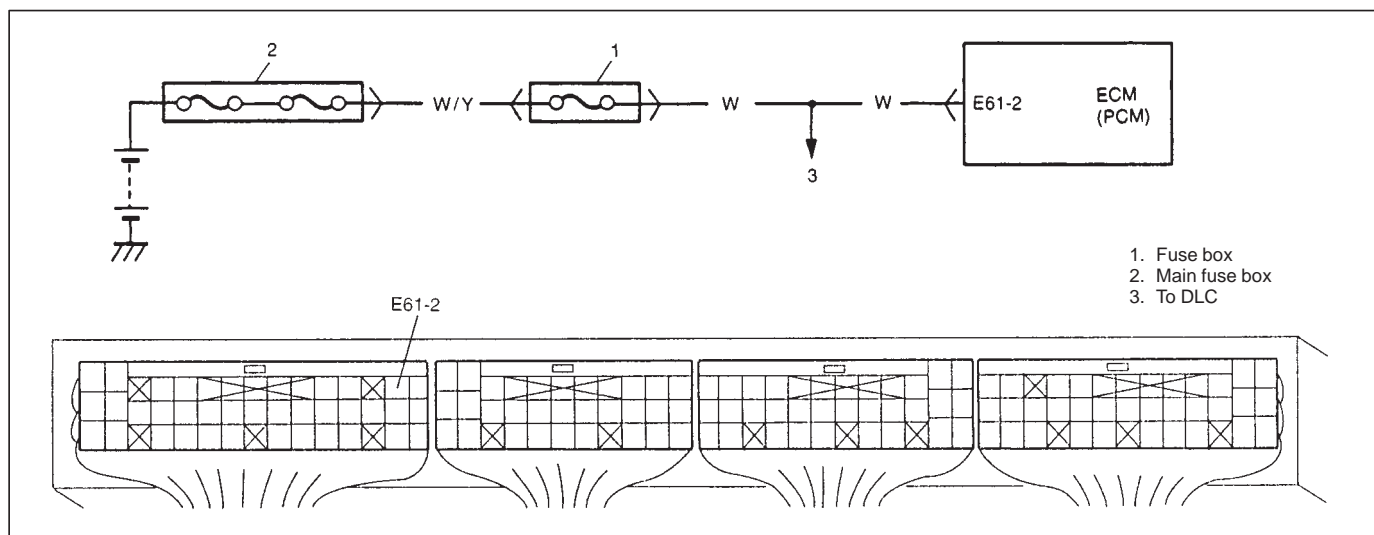 2
1
W/Y
W
W
E61-2
ECM
(PCM)
3
1. Fuse box
2. Main fuse box
3. To DLC
E61-2